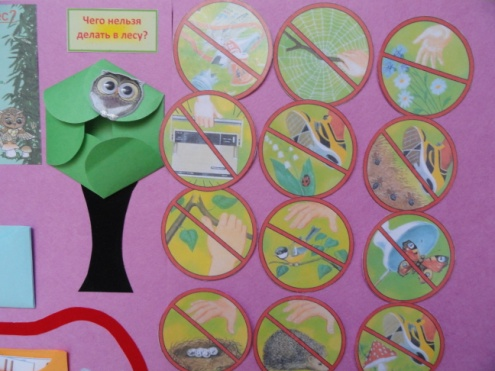 Чего нельзя
делать в лесу?